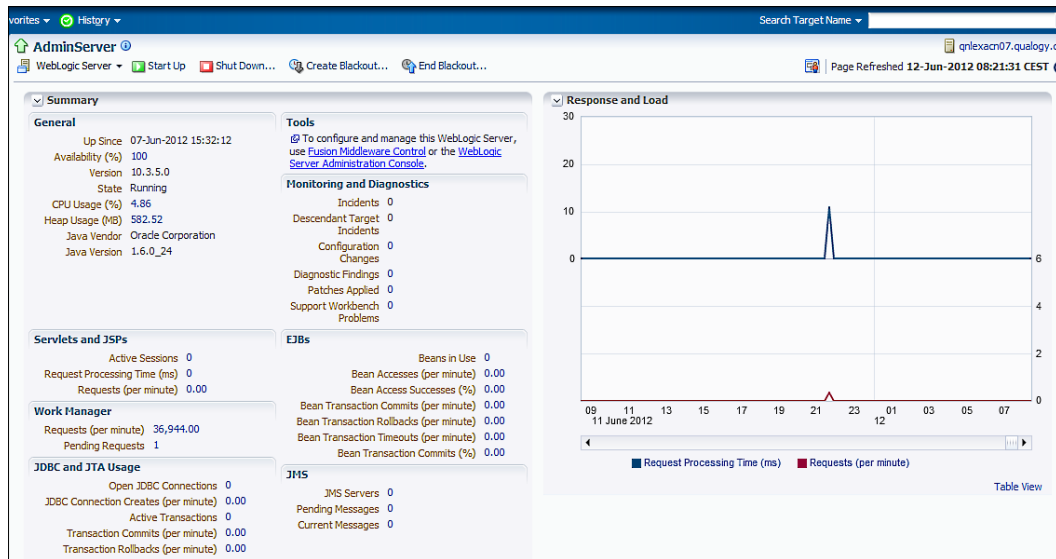 vorites History Search Target Name
AdminServer qnlexacn07.qualogy.c
WebLogic Server Start Up Shut Down... Create Blackout... End Blackout... Page Refreshed 12-Jun-2012 08:21:31 CEST (
Summary
General
Up Since 07-Jun-2012 15:32:12
Availability (%) 100
Version 10.3.5.0
State Running
CPU Usage (%) 4.86
Heap Usage (MB) 582.52
Java Vendor Oracle Corporation
Java Version 1.6.0_24
Tools
To configure and manage this WebLogic Server,
use Fusion Middleware Control or the WebLogic
Server Administration Console.
Monitoring and Diagnostics
Incidents 0
Descendant Target 0
Incidents
Configuration 0
Changes
Diagnostic Findings 0
Patches Applied 0
Support Workbench 0
Problems
Servlets and JSPs
Active Sessions 0
Request Processing Time (ms) 0
Requests (per minute) 0.00
Work Manager
Requests (per minute) 36,944.00
Pending Requests 1
JDBC and JTA Usage
Open JDBC Connections 0
JDBC Connection Creates (per minute) 0.00
Active Transactions 0
Transaction Commits (per minute) 0.00
Transaction Rollbacks (per minute) 0.00
EJBs
Beans in Use 0
Bean Accesses (per minute) 0.00
Bean Access Successes (%) 0.00
Bean Transaction Commits (per minute) 0.00
Bean Transaction Rollbacks (per minute) 0.00
Bean Transaction Timeouts (per minute) 0.00
Bean Transaction Commits (%) 0.00
JMS
JMS Servers 0
Pending Messages 0
Current Messages 0
Response and Load
30
20
10
0 6
4
2
0
09 11 13 15 17 19 21 23 01 03 05 07
11 June 2012 12
Request Processing Time (ms) Requests (per minute)
Table View